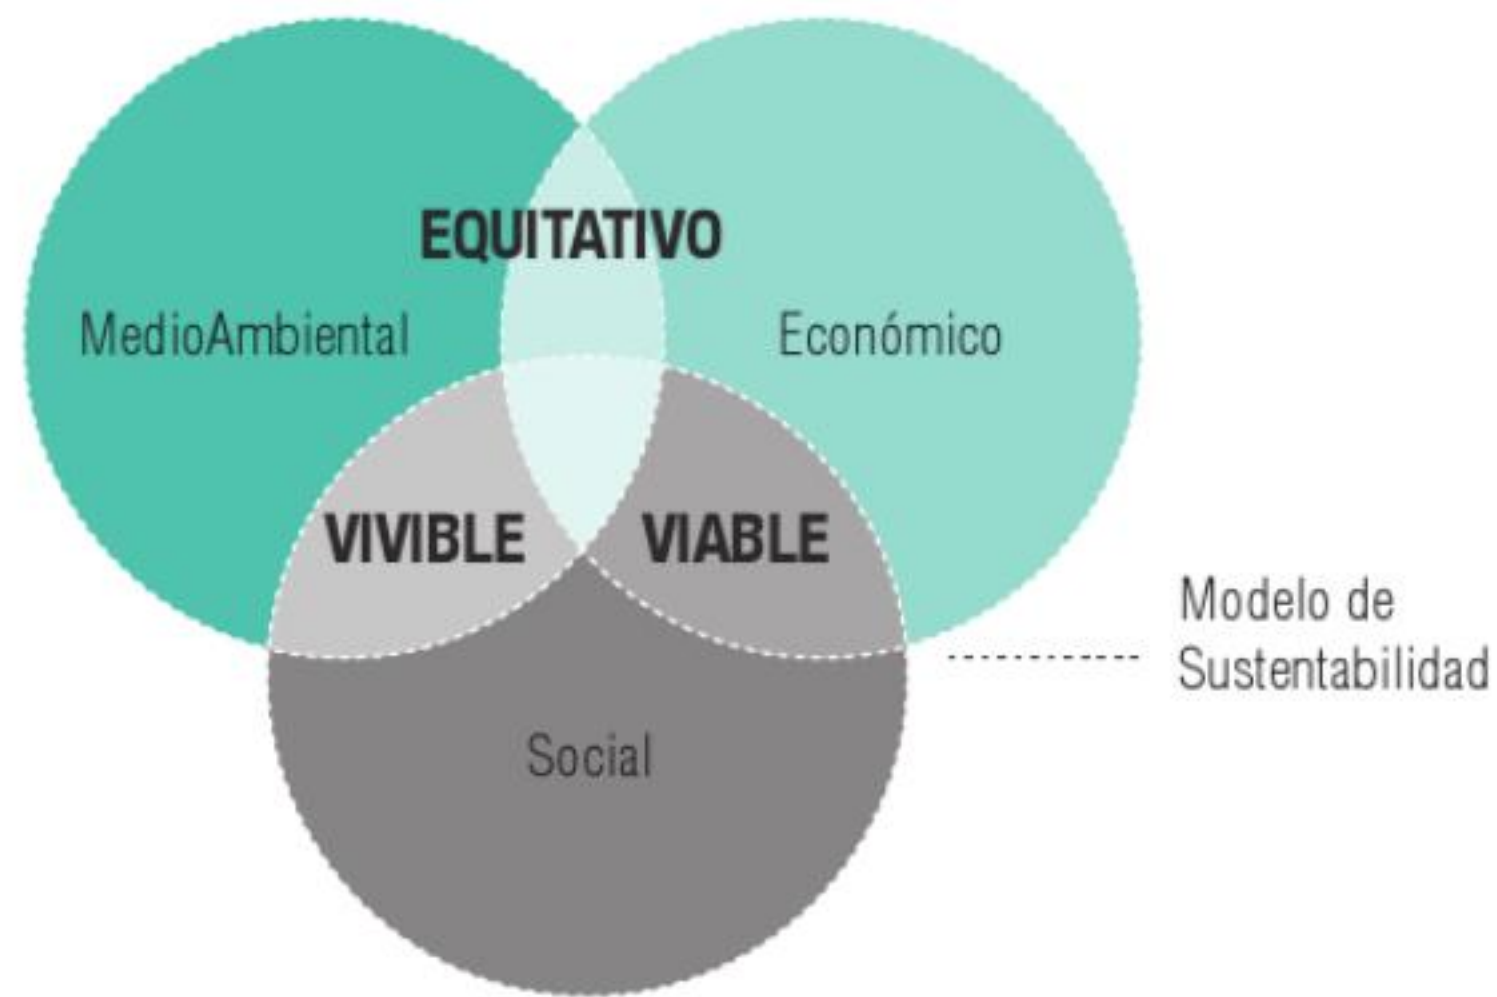 EQUITATIVO
MedioAmbiental
Económico
VIVIBLE
VIABLE
Modelo de
Sustentabilidad
Social